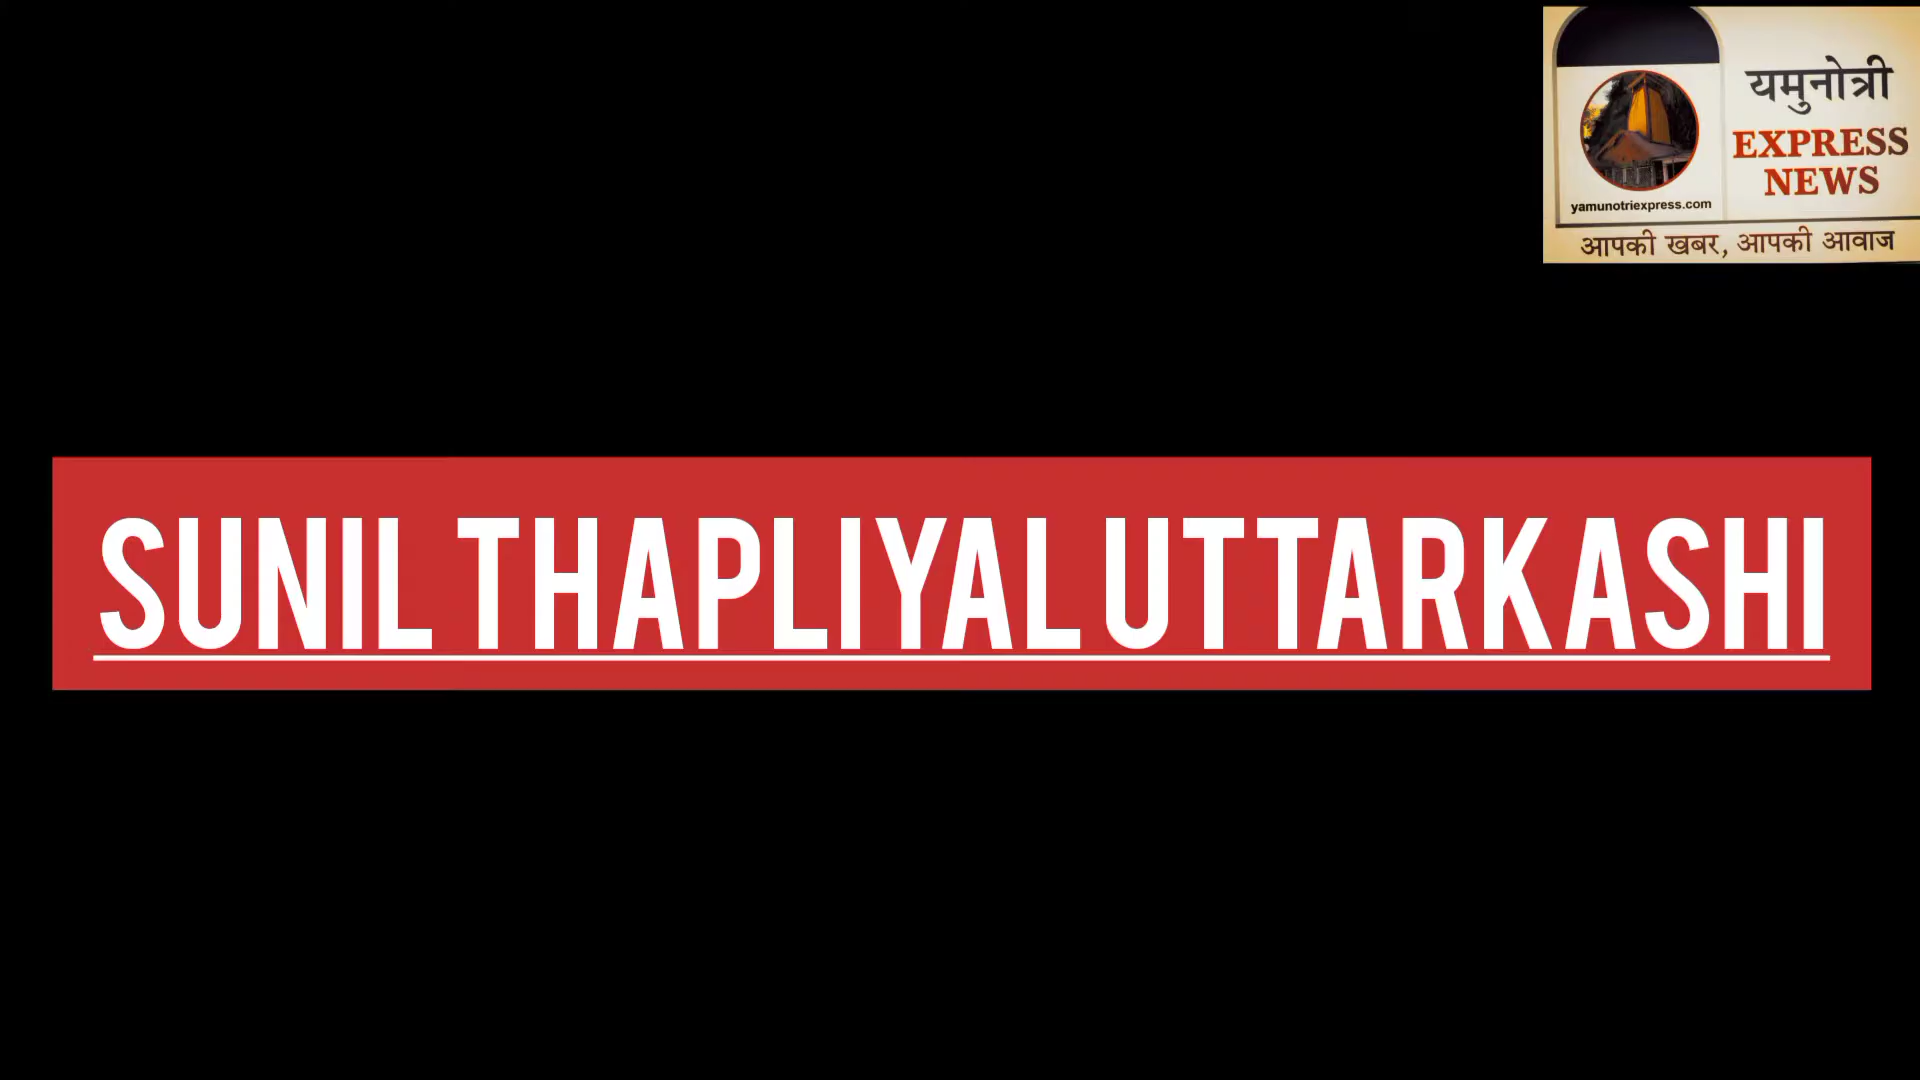 यमुनोत्री
EXPRESS
NEWS
yamunotriexpress.com
आपकी खबर, आपकी आवाज
SUNIL THAPLIYAL UTTARKASHI